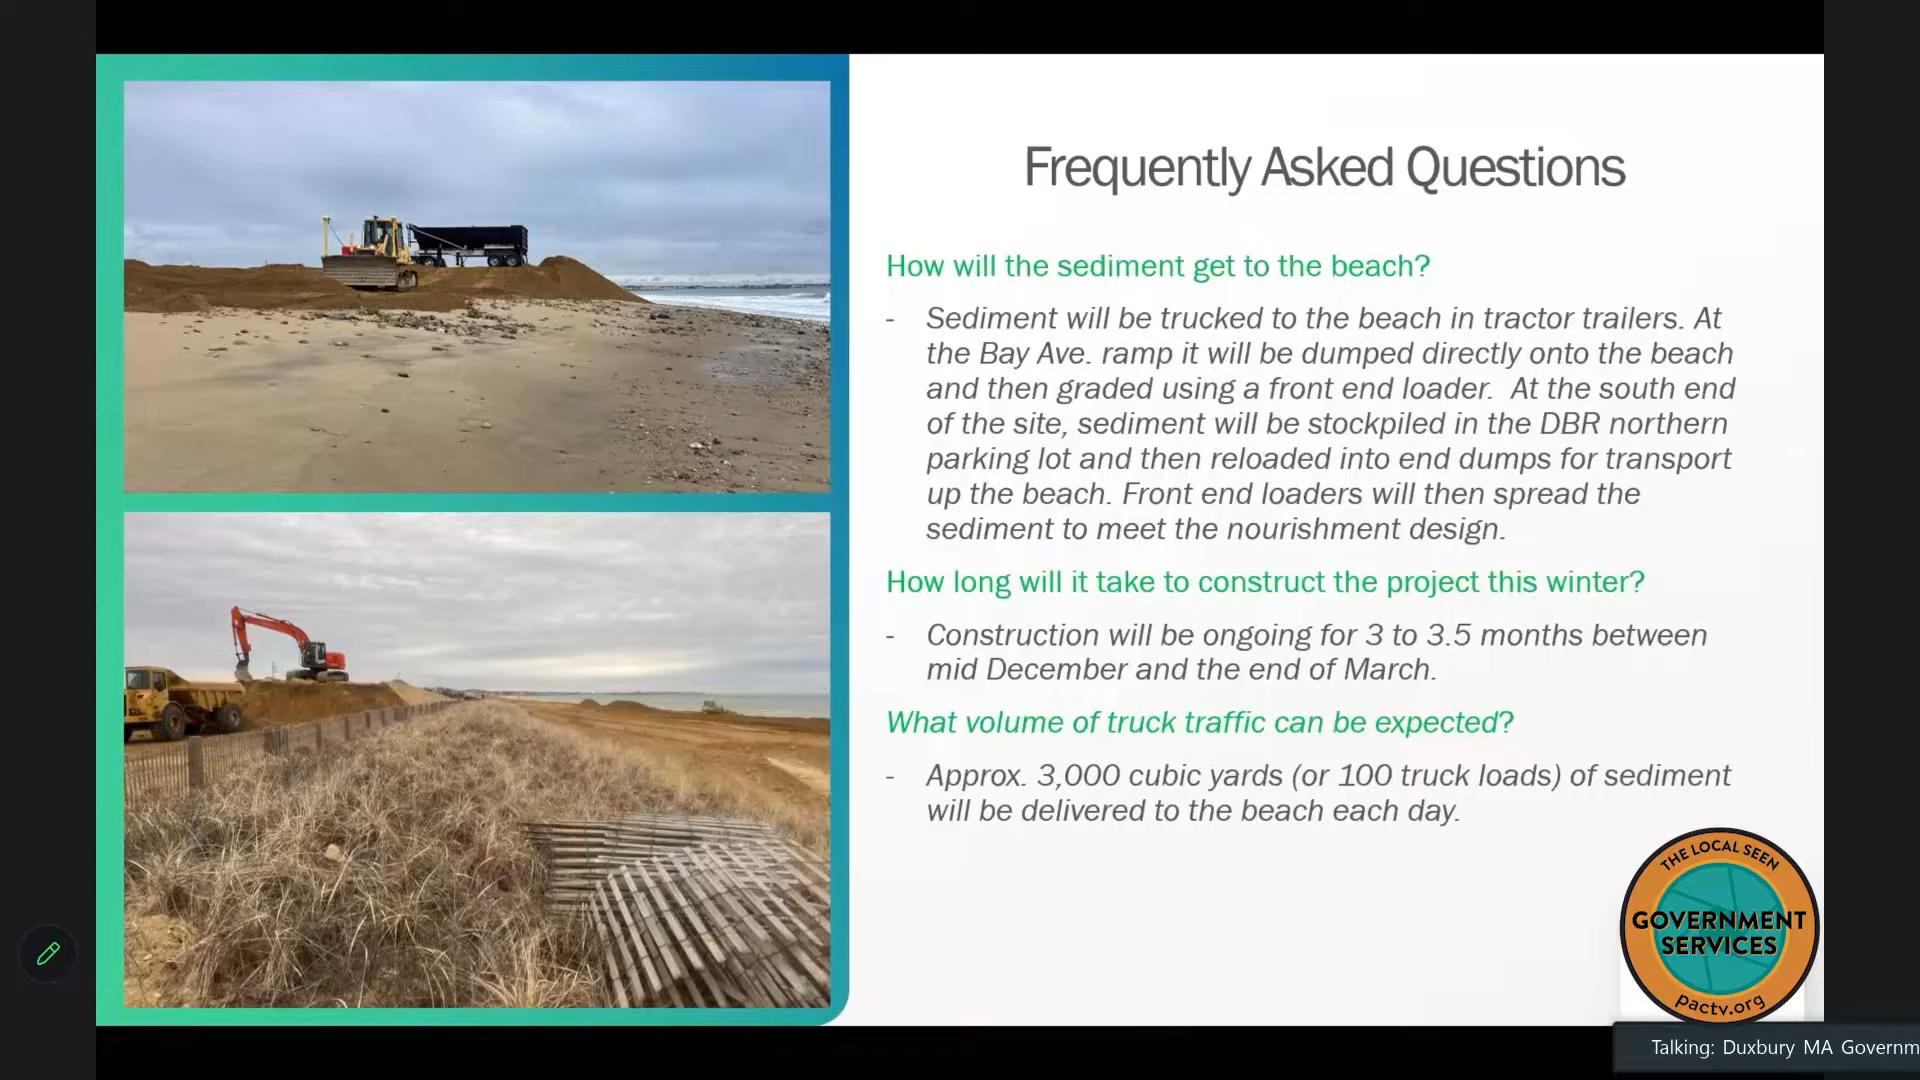 Frequently Asked Questions
How will the sediment get to the beach?
- Sediment will be trucked to the beach in tractor trailers. At
the Bay Ave. ramp it will be dumped directly onto the beach
and then graded using a front end loader.  At the south end
of the site, sediment will be stockpiled in the DBR northern
parking lot and then reloaded into end dumps for transport
up the beach. Front end loaders will then spread the
sediment to meet the nourishment design.
How long will it take to construct the project this winter?
- Construction will be ongoing for 3 to 3.5 months between
mid December and the end of March.
What volume of truck traffic can be expected?
- Approx. 3,000 cubic yards (or 100 truck loads) of sediment
will be delivered to the beach each day.
THE LOCAL SEEN
GOVERNMENT
SERVICES
pactv.org
Talking: Duxbury MA Governm